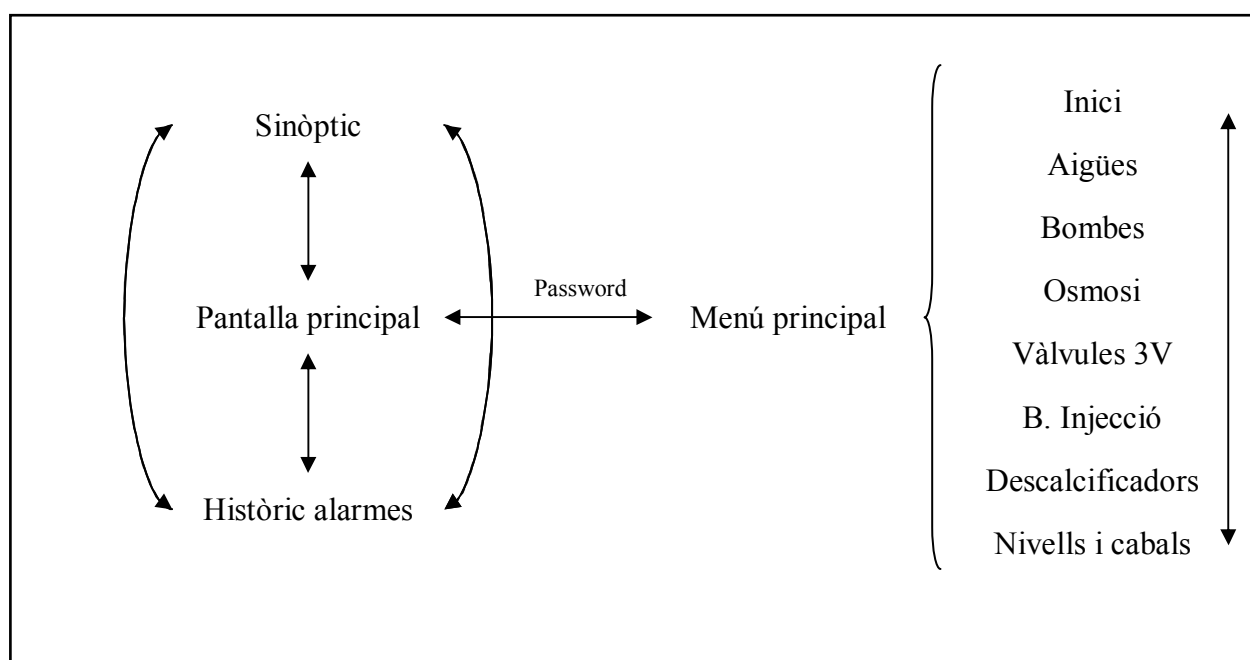 Sinòptic
Pantalla principal
Històric alarmes
Password
Menú principal
Inici
Aigües
Bombes
Osmosi
Vàlvules 3V
B. Injecció
Descalcificadors
Nivells i cabals